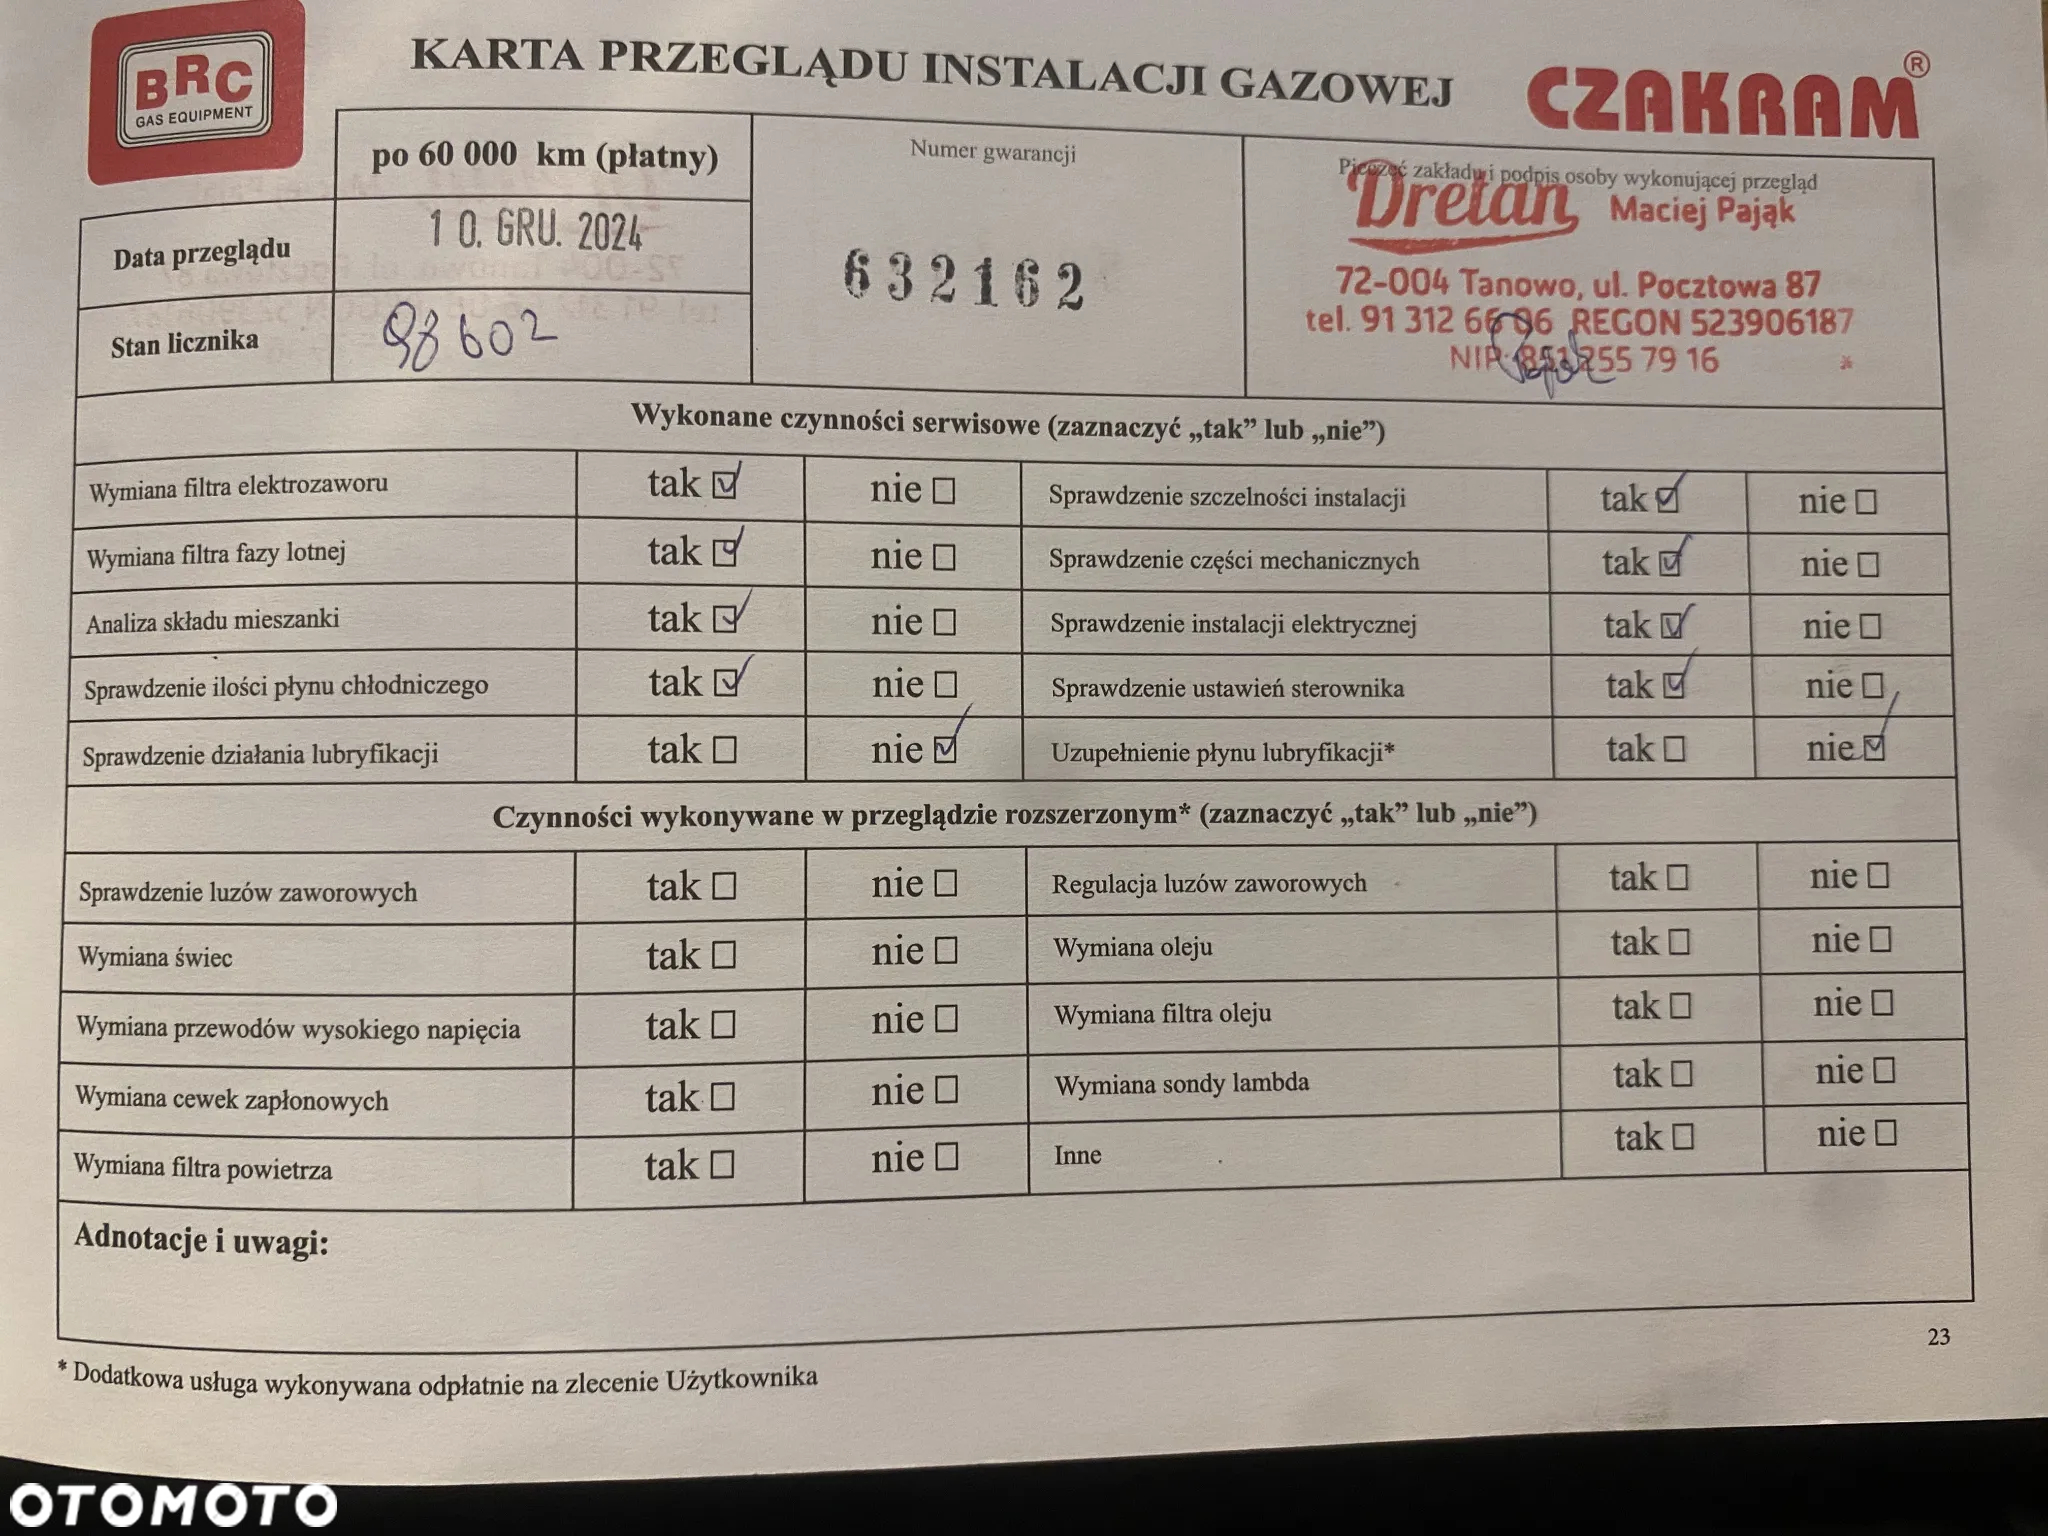 BRC
GAS EQUIPMENT
KARTA PRZEGLĄDU INSTALACJI GAZOWEJ
CZAKRAM®
po 60 000 km (płatny)
Numer gwarancji
Pieczęć zakładu i podpis osoby wykonującej przegląd
Data przeglądu
10. GRU. 2024
Stan licznika
98 602
632162
Dretan Maciej Pająk
72-004 Tanowo, ul. Pocztowa 87
tel. 91 312 66 06 REGON 523906187
NIP: 851 255 79 16
Wykonane czynności serwisowe (zaznaczyć „tak” lub „nie”)
Wymiana filtra elektrozaworu tak ☑ nie ☐ Sprawdzenie szczelności instalacji tak ☑ nie ☐
Wymiana filtra fazy lotnej tak ☑ nie ☐ Sprawdzenie części mechanicznych tak ☑ nie ☐
Analiza składu mieszanki tak ☑ nie ☐ Sprawdzenie instalacji elektrycznej tak ☑ nie ☐
Sprawdzenie ilości płynu chłodniczego tak ☑ nie ☐ Sprawdzenie ustawień sterownika tak ☑ nie ☐
Sprawdzenie działania lubryfikacji tak ☐ nie ☑ Uzupełnienie płynu lubryfikacji* tak ☐ nie ☑
Czynności wykonywane w przeglądzie rozszerzonym* (zaznaczyć „tak” lub „nie”)
Sprawdzenie luzów zaworowych tak ☐ nie ☐ Regulacja luzów zaworowych tak ☐ nie ☐
Wymiana świec tak ☐ nie ☐ Wymiana oleju tak ☐ nie ☐
Wymiana przewodów wysokiego napięcia tak ☐ nie ☐ Wymiana filtra oleju tak ☐ nie ☐
Wymiana cewek zapłonowych tak ☐ nie ☐ Wymiana sondy lambda tak ☐ nie ☐
Wymiana filtra powietrza tak ☐ nie ☐ Inne tak ☐ nie ☐
Adnotacje i uwagi:
23
* Dodatkowa usługa wykonywana odpłatnie na zlecenie Użytkownika
OTOMOTO